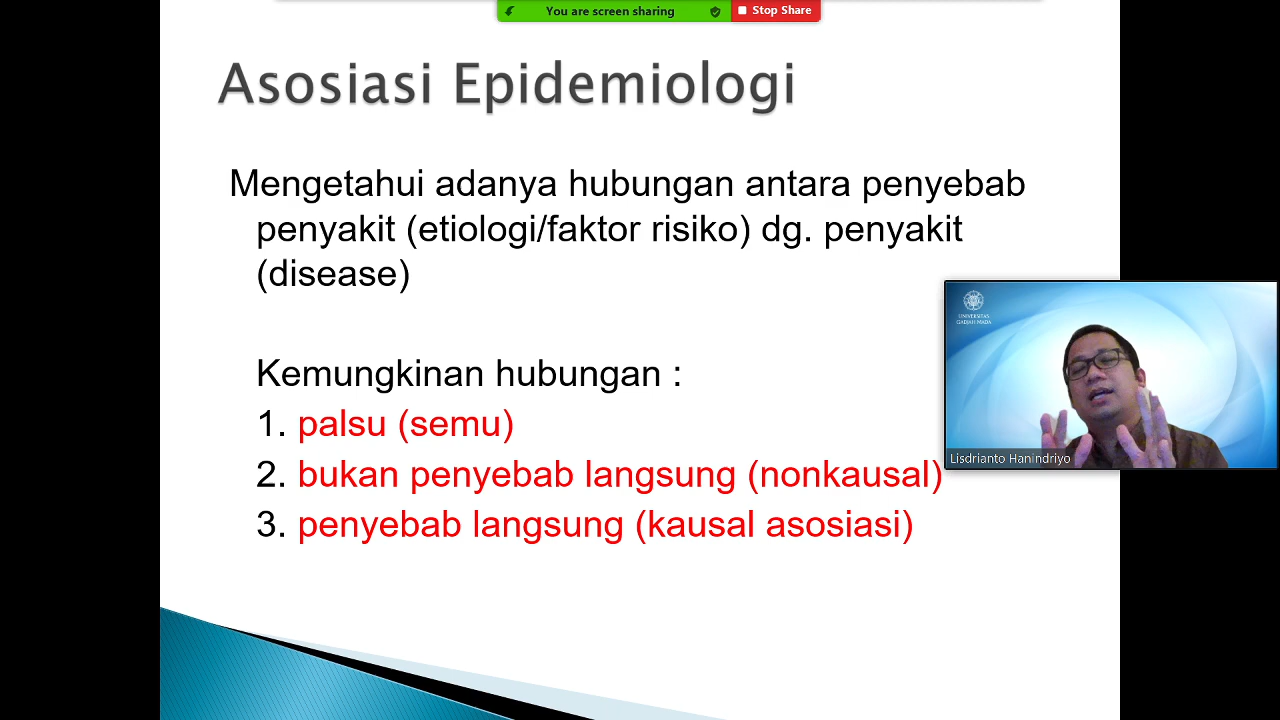 You are screen sharing
Stop Share
Asosiasi Epidemiologi
Mengetahui adanya hubungan antara penyebab
penyakit (etiologi/faktor risiko) dg. penyakit
(disease)
UNIVERSITAS
GADJAH MADA
Kemungkinan hubungan :
1. palsu (semu)
Lisdrianto Hanindriyo
2. bukan penyebab langsung (nonkausal)
3. penyebab langsung (kausal asosiasi)